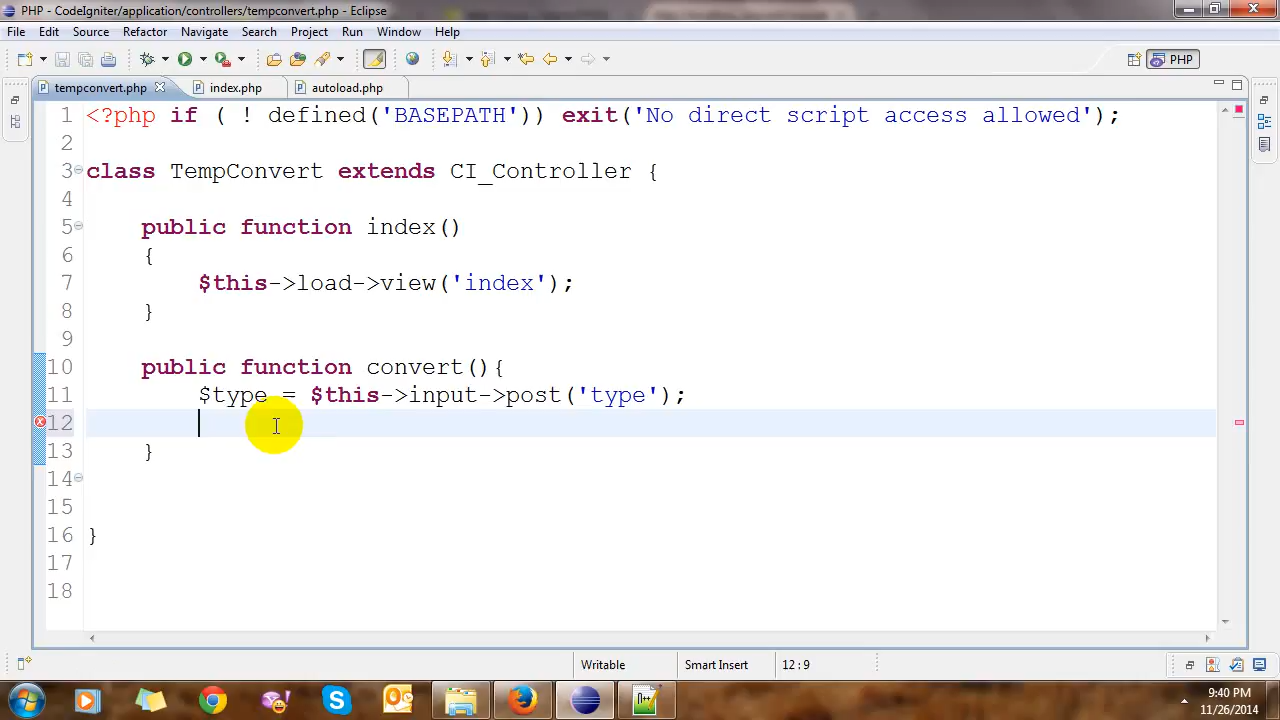 PHP - CodeIgniter/application/controllers/tempconvert.php - Eclipse
File Edit Source Refactor Navigate Search Project Run Window Help
PHP
tempconvert.php index.php autoload.php
1 <?php if ( ! defined('BASEPATH')) exit('No direct script access allowed');
2
3 class TempConvert extends CI_Controller {
4
5 public function index()
6 {
7 $this->load->view('index');
8 }
9
10 public function convert(){
11 $type = $this->input->post('type');
12
13 }
14
15
16 }
17
18
Writable Smart Insert 12:9
9:40 PM
11/26/2014